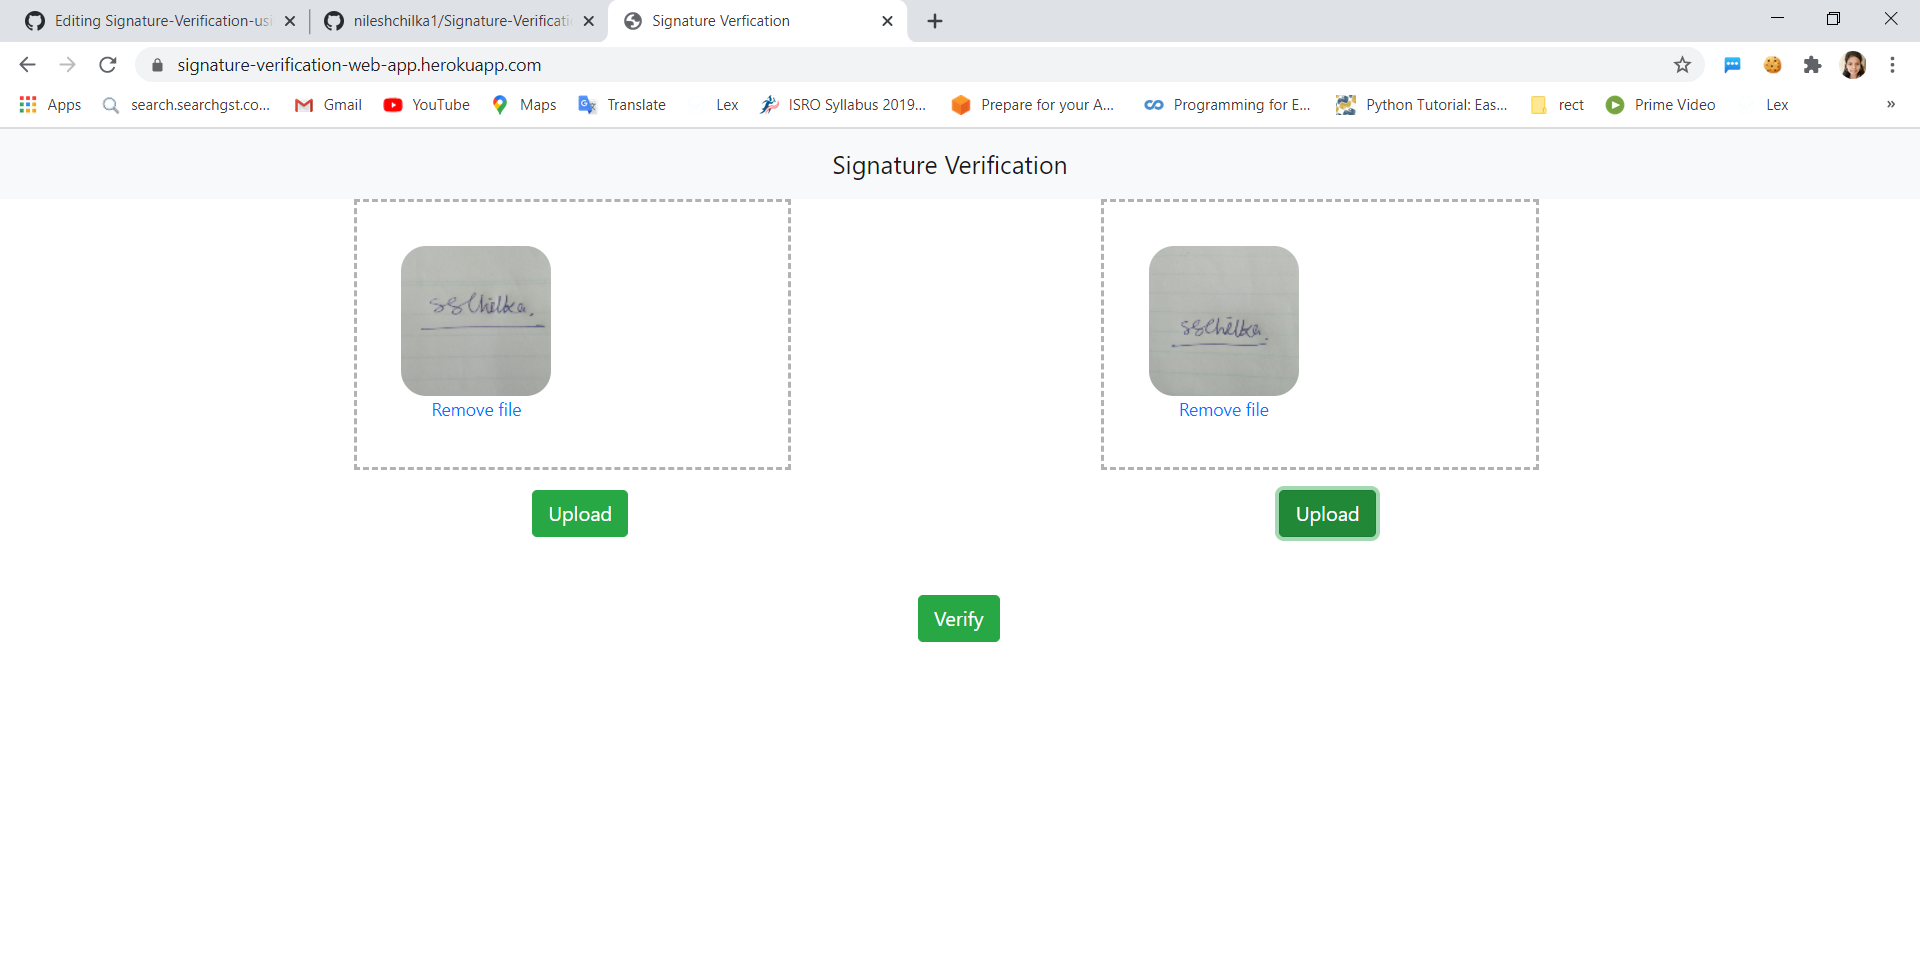 Editing Signature-Verification-usi
nileshchilka1/Signature-Verificati
Signature Verfication
signature-verification-web-app.herokuapp.com
Apps
search.searchgst.co...
Gmail
YouTube
Maps
Translate
Lex
ISRO Syllabus 2019...
Prepare for your A...
Programming for E...
Python Tutorial: Eas...
rect
Prime Video
Lex
»
Signature Verification
SSChilka.
SSChilka.
Remove file
Remove file
Upload
Upload
Verify